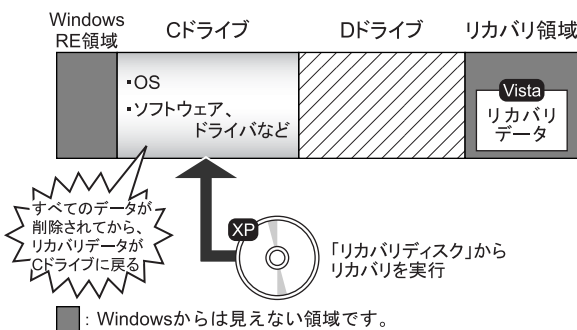 Windows
RE領域
Cドライブ
Dドライブ
リカバリ領域
・OS
・ソフトウェア、
ドライバなど
Vista
リカバリ
データ
すべてのデータが
削除されてから、
リカバリデータが
Cドライブに戻る
XP
「リカバリディスク」から
リカバリを実行
: Windowsからは見えない領域です。